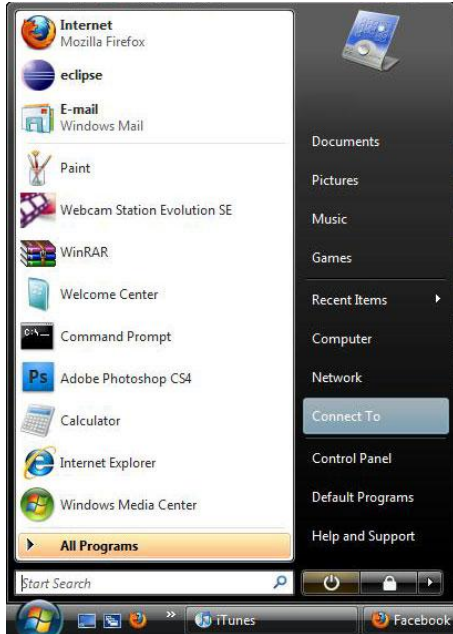 Internet
Mozilla Firefox
eclipse
E-mail
Windows Mail
Paint
Webcam Station Evolution SE
WinRAR
Welcome Center
C:\
Command Prompt
Ps
Adobe Photoshop CS4
Calculator
Internet Explorer
Windows Media Center
All Programs
Start Search
Documents
Pictures
Music
Games
Recent Items
Computer
Network
Connect To
Control Panel
Default Programs
Help and Support
»
iTunes
Facebook